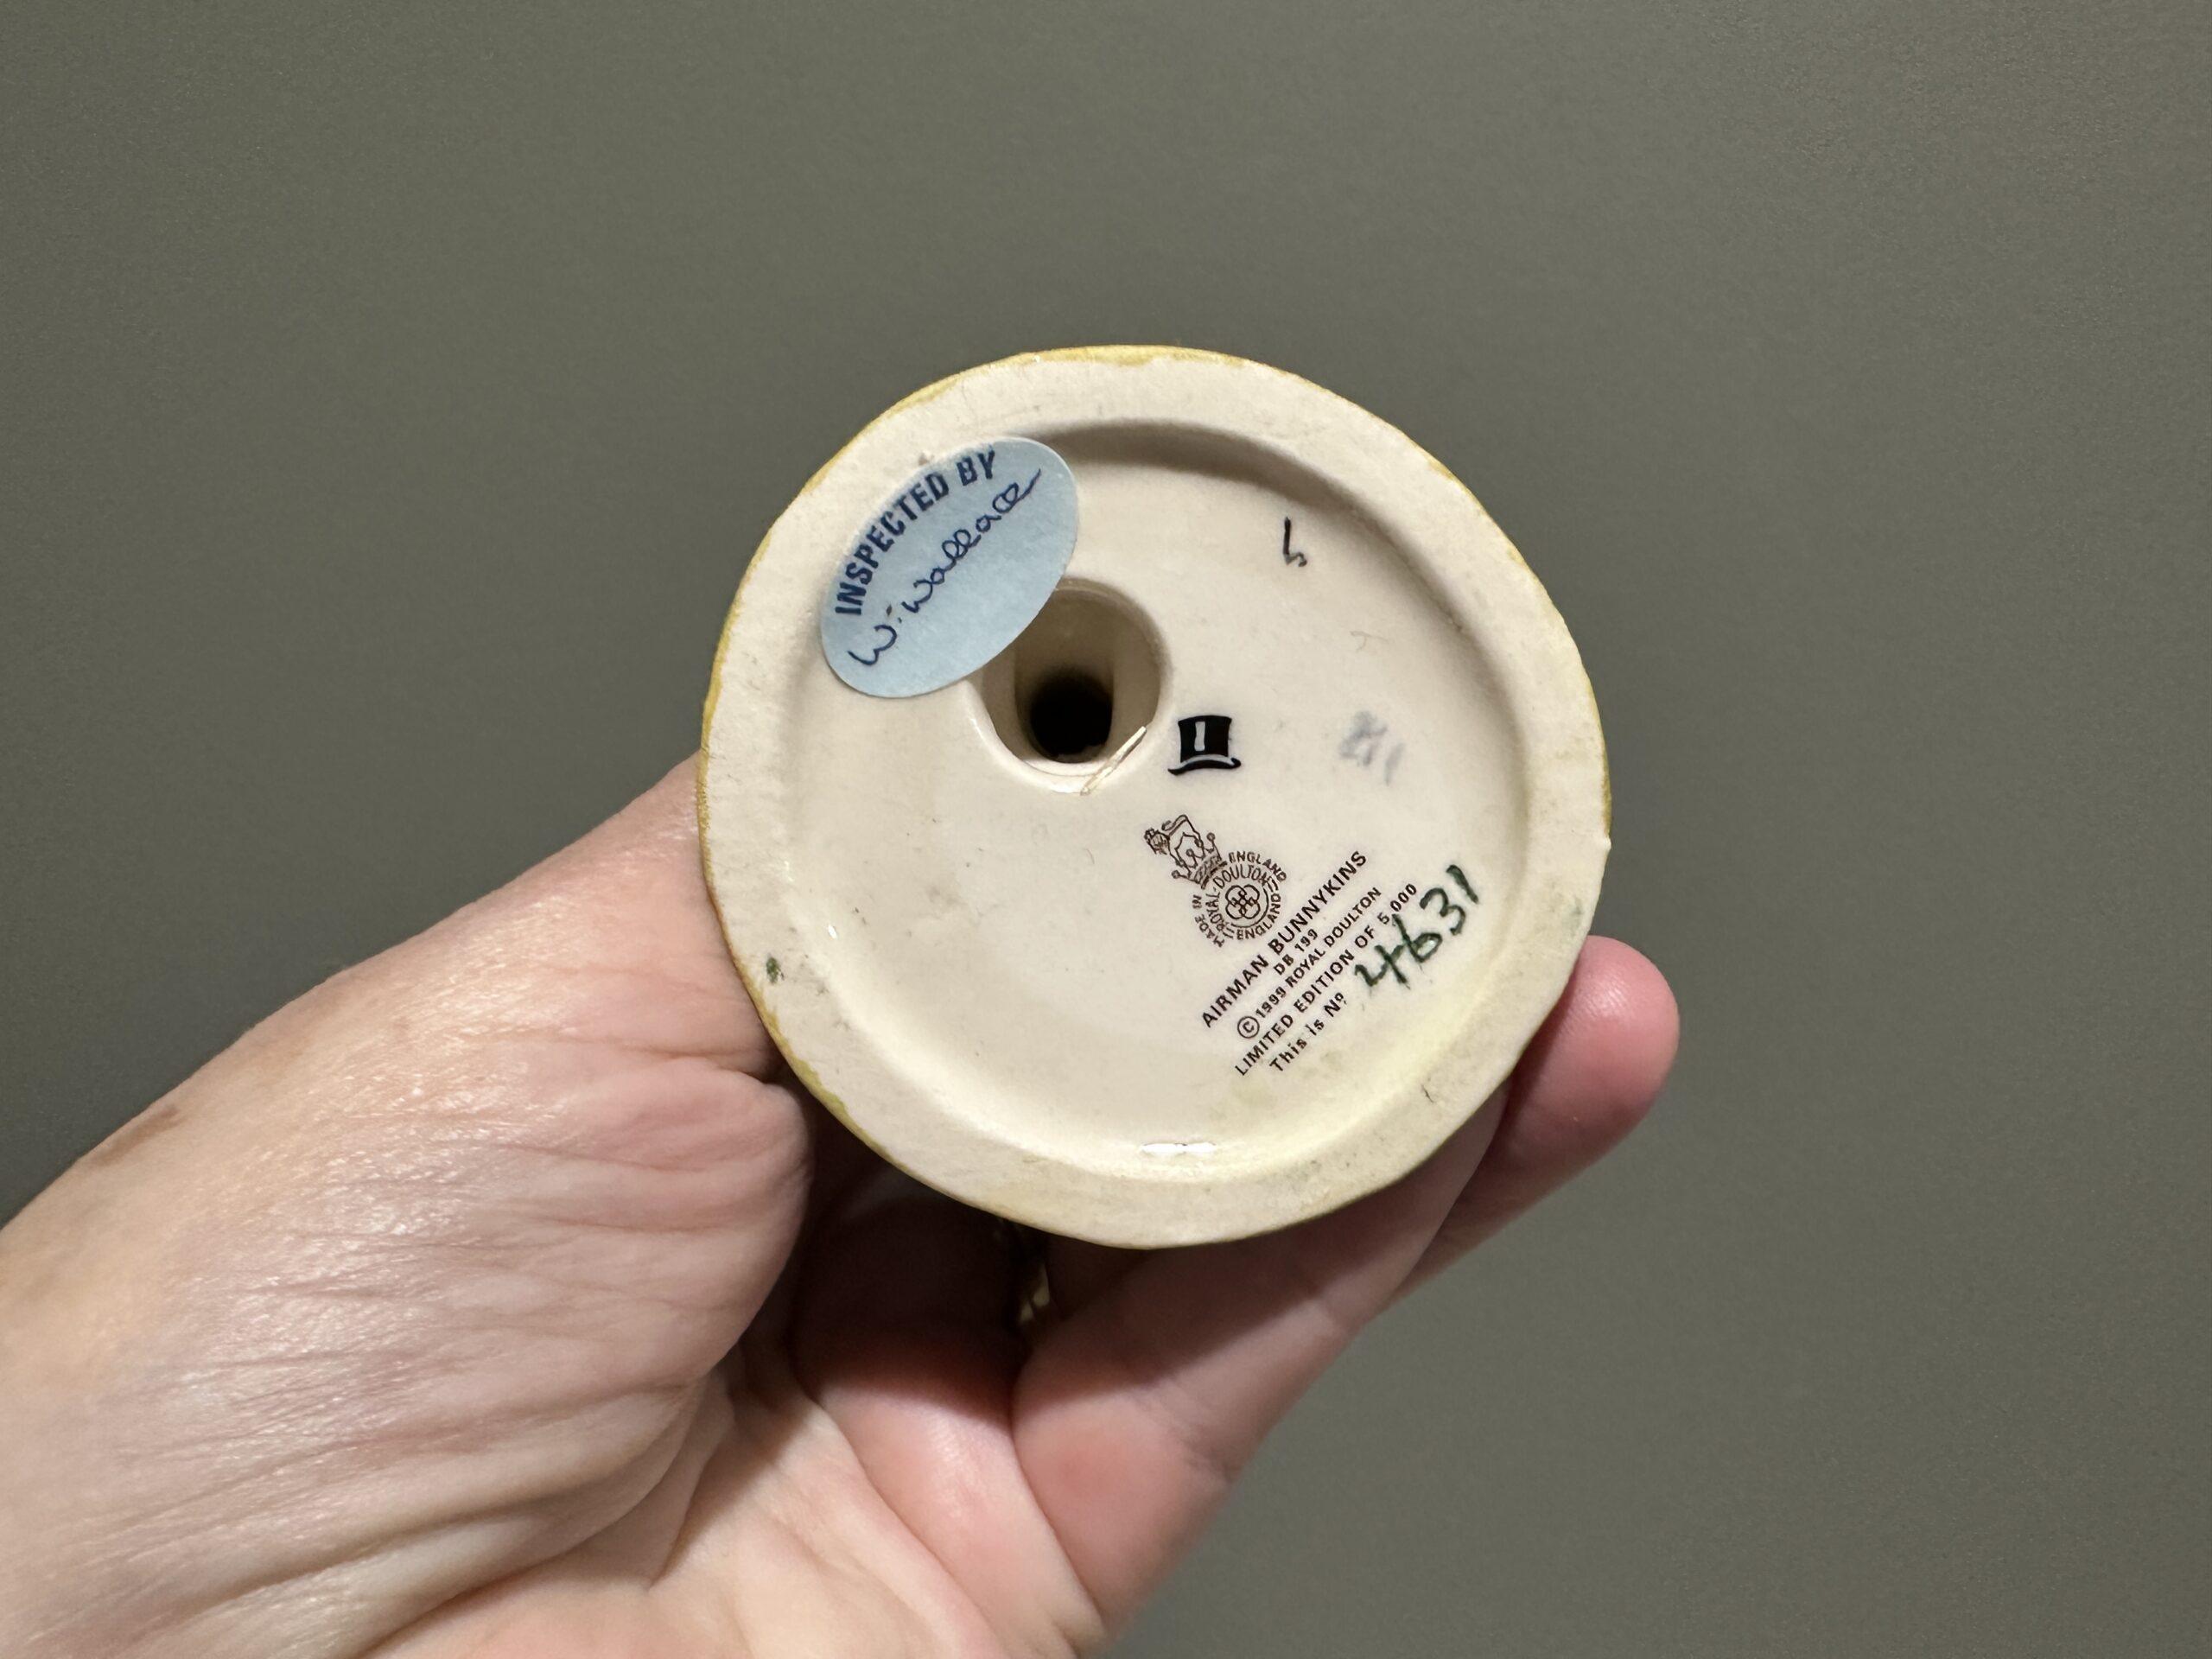 INSPECTED BY
W. Wallace
1
MADE IN ENGLAND
ROYAL DOULTON
ENGLAND
AIRMAN BUNNYKINS
DB 199
©1999 ROYAL DOULTON
LIMITED EDITION OF 5,000
This is Nº 4631